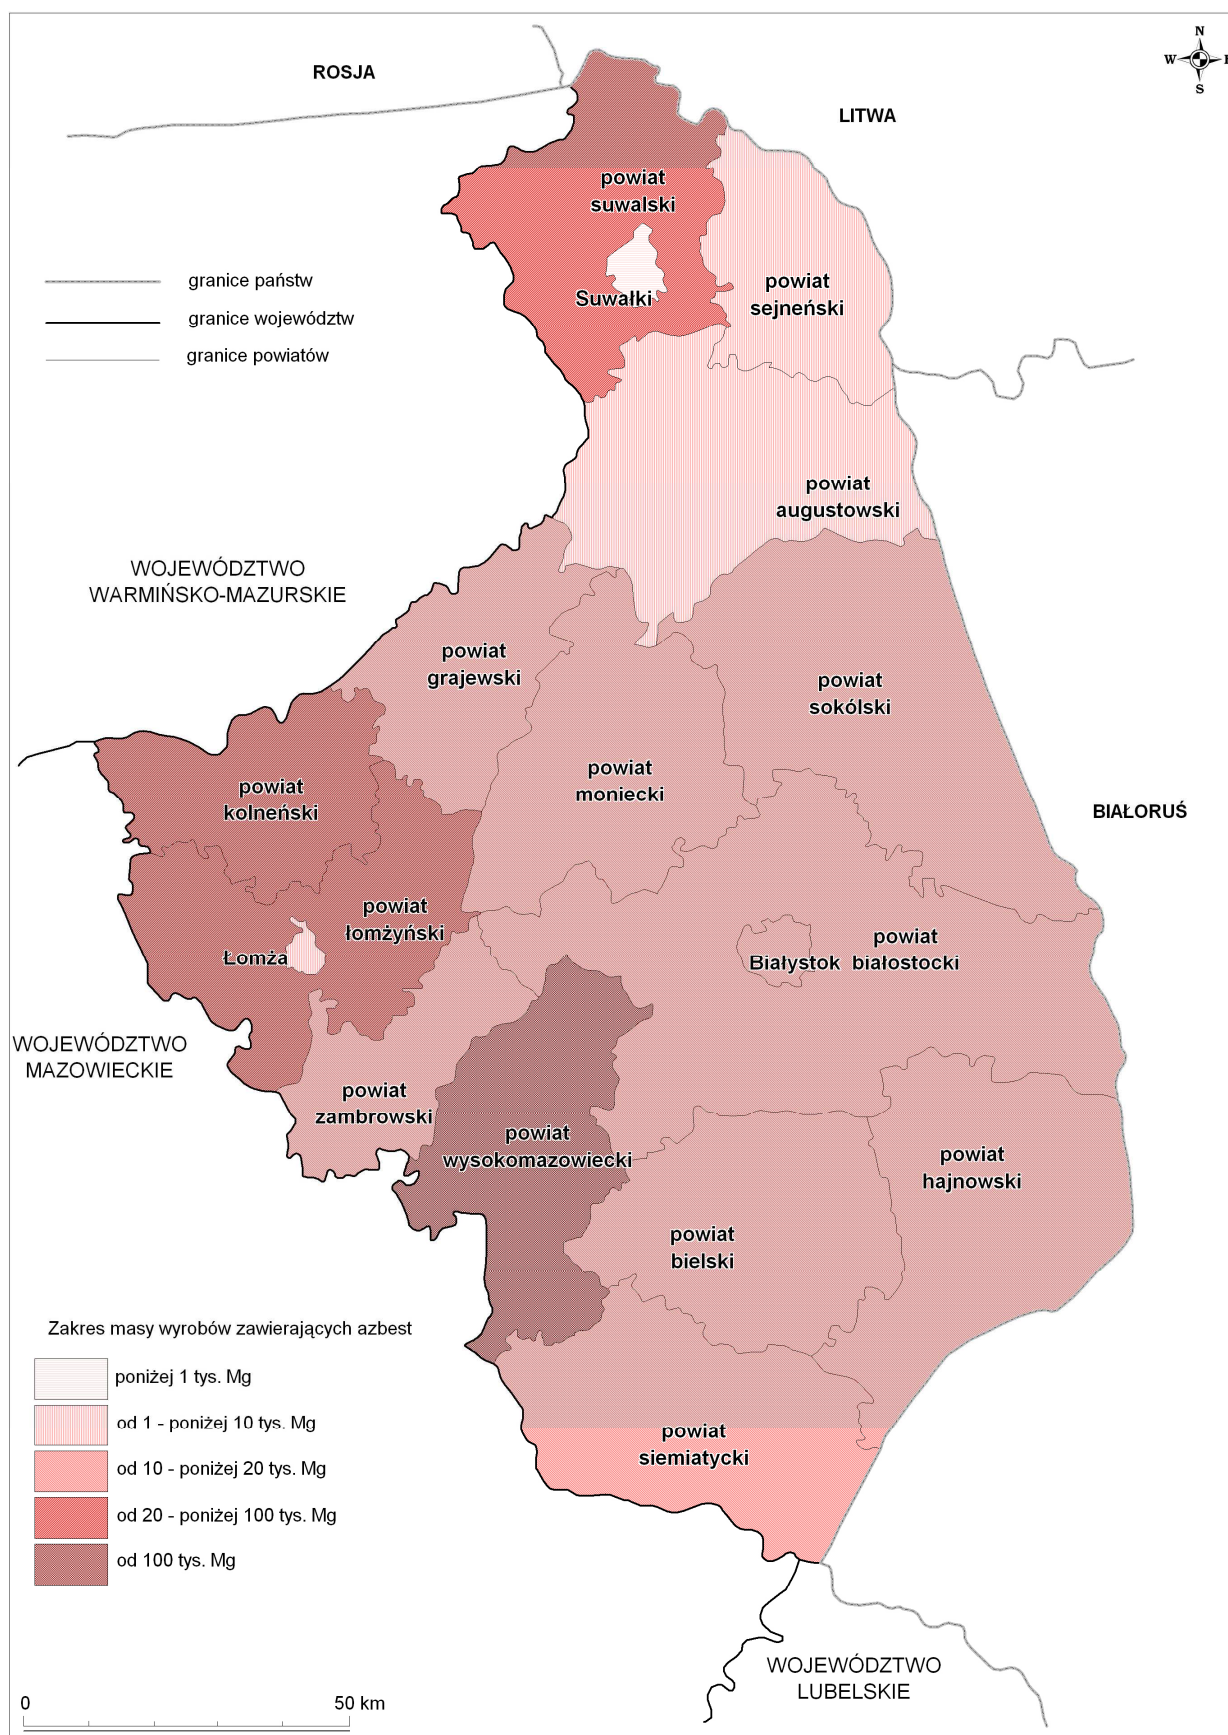 N
W
S
ROSJA
LITWA
powiat
suwalski
Suwałki
powiat
sejneński
granice państw
granice województw
granice powiatów
powiat
augustowski
WOJEWÓDZTWO
WARMIŃSKO-MAZURSKIE
powiat
grajewski
powiat
sokólski
powiat
moniecki
powiat
kolneński
BIAŁORUŚ
powiat
łomżyński
Łomża
powiat
białostocki
Białystok
WOJEWÓDZTWO
MAZOWIECKIE
powiat
zambrowski
powiat
wysokomazowiecki
powiat
hajnowski
powiat
bielski
Zakres masy wyrobów zawierających azbest
poniżej 1 tys. Mg
od 1 - poniżej 10 tys. Mg
od 10 - poniżej 20 tys. Mg
od 20 - poniżej 100 tys. Mg
od 100 tys. Mg
powiat
siemiatycki
WOJEWÓDZTWO
LUBELSKIE
0 50 km